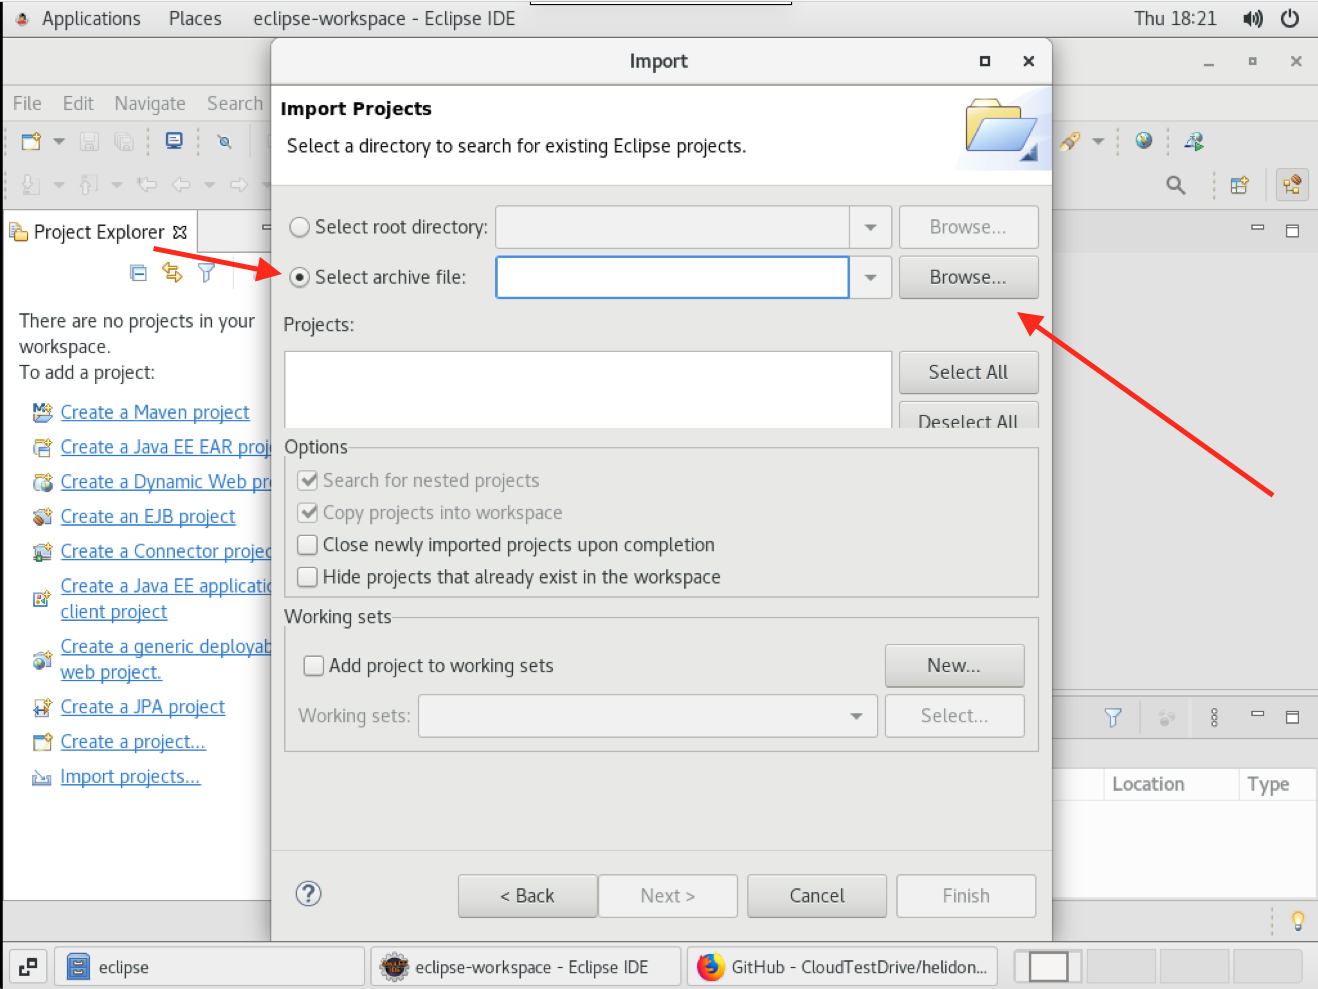 Applications Places eclipse-workspace - Eclipse IDE Thu 18:21
Import
File Edit Navigate Search
Import Projects
Select a directory to search for existing Eclipse projects.
Project Explorer
Select root directory: Browse...
Select archive file: Browse...
Projects:
There are no projects in your
workspace.
To add a project:
Select All
Deselect All
Create a Maven project
Create a Java EE EAR proj
Create a Dynamic Web pr
Create an EJB project
Create a Connector projec
Create a Java EE applicatio
client project
Create a generic deployab
web project.
Create a JPA project
Create a project...
Import projects...
Options
Search for nested projects
Copy projects into workspace
Close newly imported projects upon completion
Hide projects that already exist in the workspace
Working sets
Add project to working sets New...
Working sets: Select...
Location Type
? < Back Next > Cancel Finish
eclipse eclipse-workspace - Eclipse IDE GitHub - CloudTestDrive/helidon...